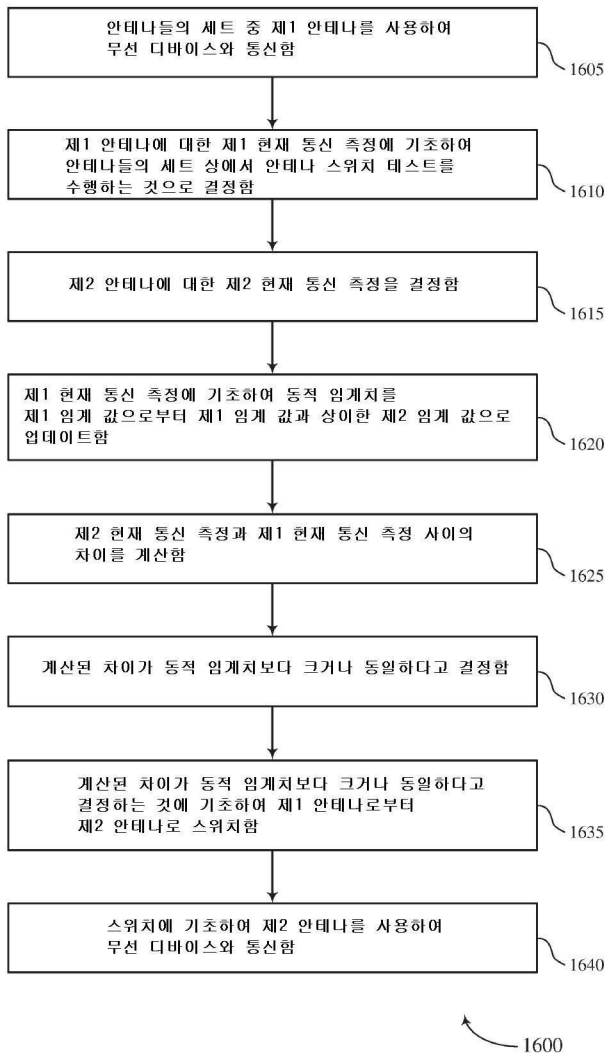 안테나들의 세트 중 제1 안테나를 사용하여
무선 디바이스와 통신함
1605
제1 안테나에 대한 제1 현재 통신 측정에 기초하여
안테나들의 세트 상에서 안테나 스위치 테스트를
수행하는 것으로 결정함
1610
제2 안테나에 대한 제2 현재 통신 측정을 결정함
1615
제1 현재 통신 측정에 기초하여 동적 임계치를
제1 임계 값으로부터 제1 임계 값과 상이한 제2 임계 값으로
업데이트함
1620
제2 현재 통신 측정과 제1 현재 통신 측정 사이의
차이를 계산함
1625
계산된 차이가 동적 임계치보다 크거나 동일하다고 결정함
1630
계산된 차이가 동적 임계치보다 크거나 동일하다고
결정하는 것에 기초하여 제1 안테나로부터
제2 안테나로 스위치함
1635
스위치에 기초하여 제2 안테나를 사용하여
무선 디바이스와 통신함
1640
1600